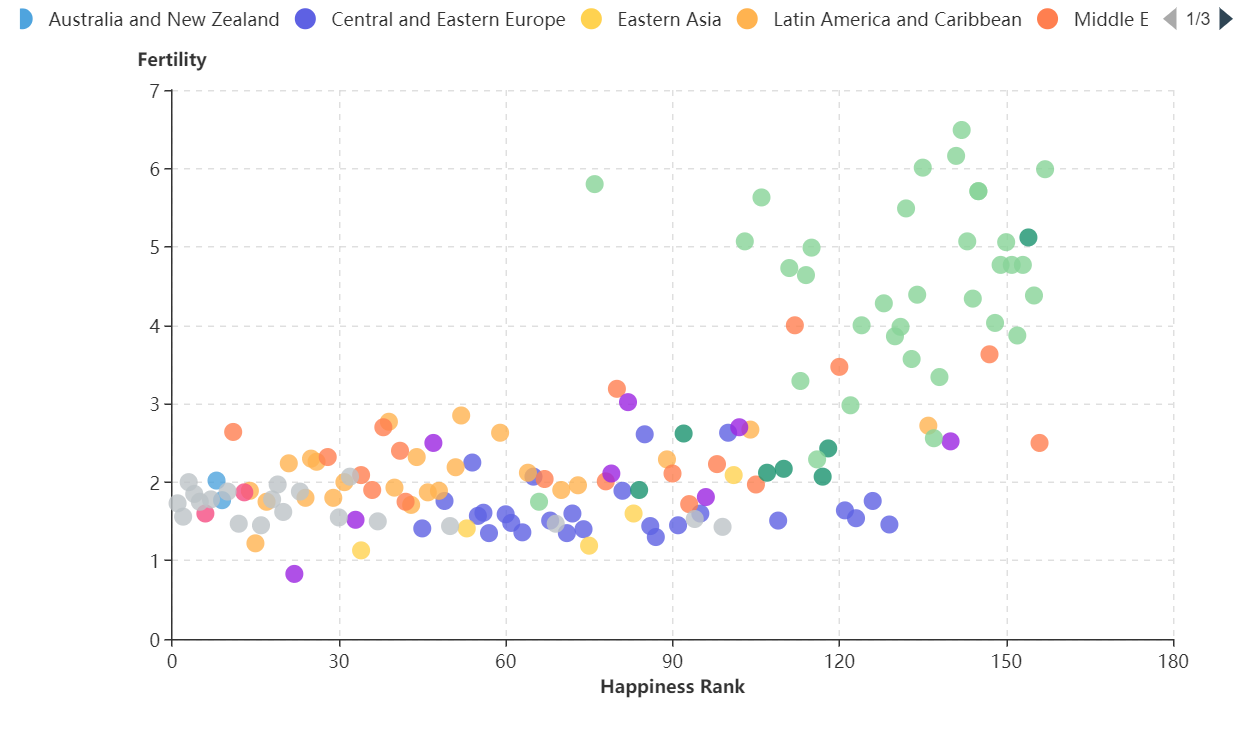 Australia and New Zealand Central and Eastern Europe Eastern Asia Latin America and Caribbean Middle E 1/3
Fertility
7
6
5
4
3
2
1
0
0 30 60 90 120 150 180
Happiness Rank